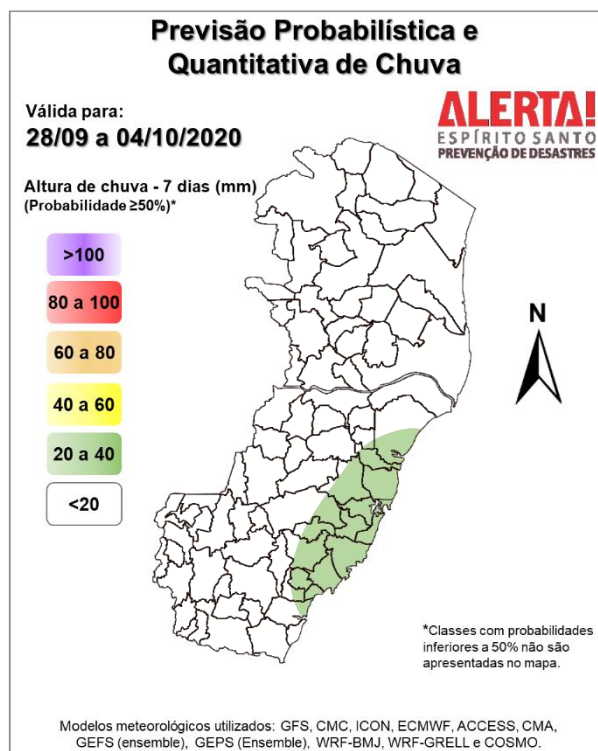 Previsão Probabilística e
Quantitativa de Chuva
Válida para:
28/09 a 04/10/2020
ALERTA!
ESPÍRITO SANTO
PREVENÇÃO DE DESASTRES
Altura de chuva - 7 dias (mm)
(Probabilidade ≥50%)*
>100
80 a 100
60 a 80
40 a 60
20 a 40
<20
N
*Classes com probabilidades
inferiores a 50% não são
apresentadas no mapa.
Modelos meteorológicos utilizados: GFS, CMC, ICON, ECMWF, ACCESS, CMA,
GEFS (ensemble), GEPS (Ensemble), WRF-BMJ, WRF-GRELL e COSMO.